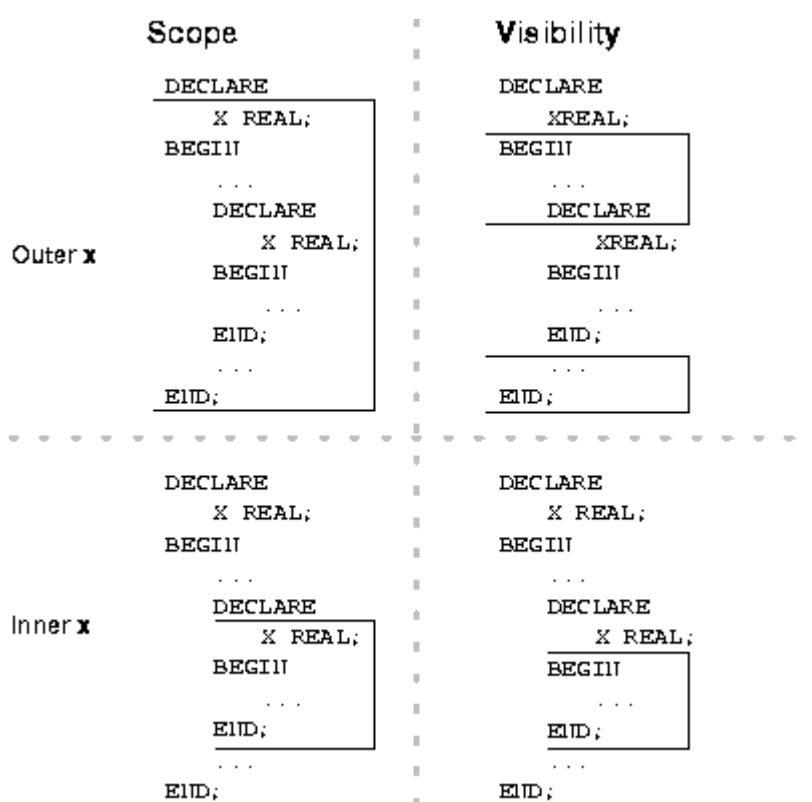 Scope
Visibility
Outer x
DECLARE
X REAL;
BEGIN
...
DECLARE
X REAL;
BEGIN
...
END;
...
END;
DECLARE
XREAL;
BEGIN
...
DECLARE
XREAL;
BEGIN
...
END;
...
END;
Inner x
DECLARE
X REAL;
BEGIN
...
DECLARE
X REAL;
BEGIN
...
END;
...
END;
DECLARE
X REAL;
BEGIN
...
DECLARE
X REAL;
BEGIN
...
END;
...
END;